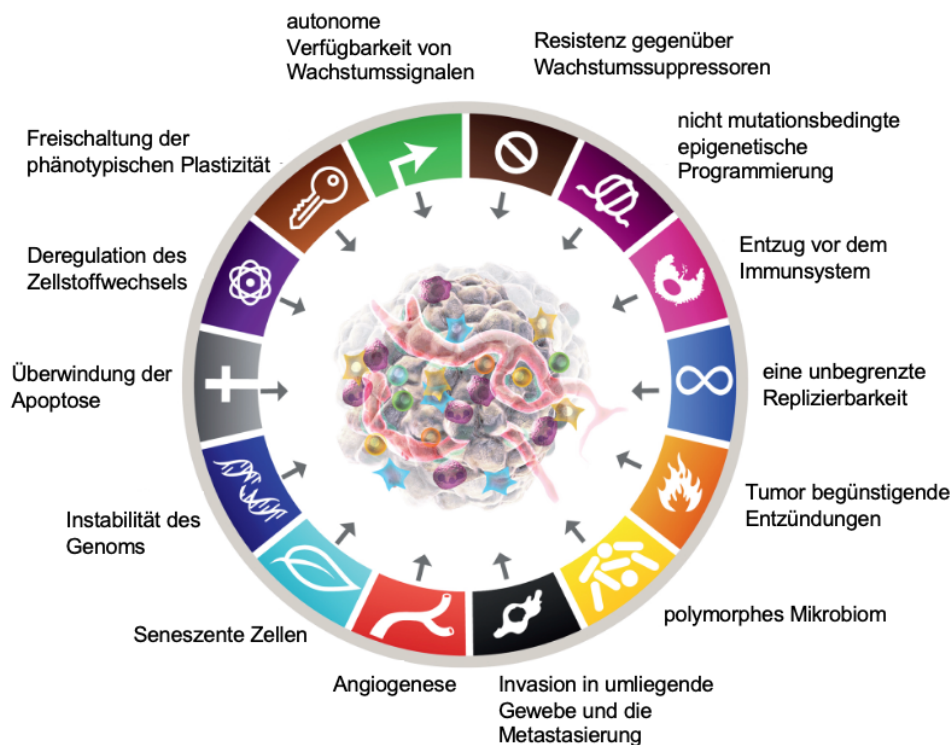 autonome
Verfügbarkeit von
Wachstumssignalen
Resistenz gegenüber
Wachstumssuppressoren
nicht mutationsbedingte
epigenetische
Programmierung
Entzug vor dem
Immunsystem
eine unbegrenzte
Replizierbarkeit
Tumor begünstigende
Entzündungen
polymorphes Mikrobiom
Invasion in umliegende
Gewebe und die
Metastasierung
Angiogenese
Seneszente Zellen
Instabilität des
Genoms
Überwindung der
Apoptose
Deregulation des
Zellstoffwechsels
Freischaltung der
phänotypischen Plastizität